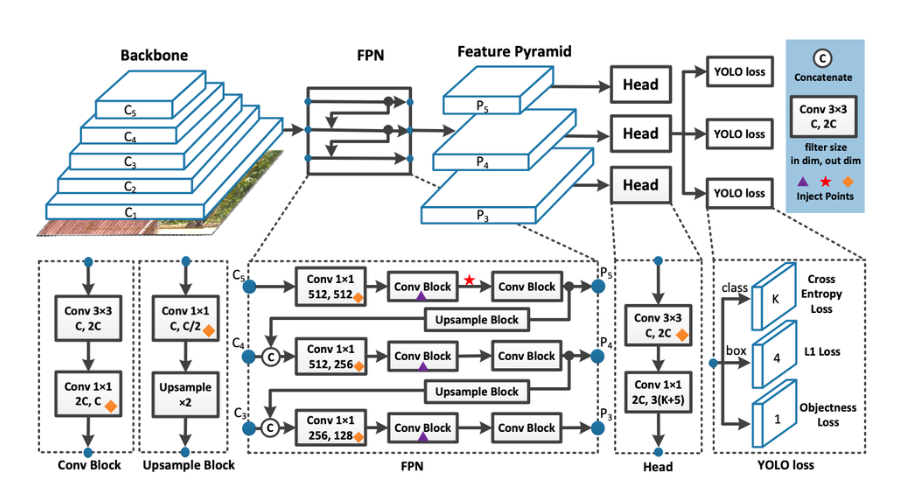 Backbone
FPN
Feature Pyramid
C5
C4
C3
C2
C1
P5
P4
P3
Head
Head
Head
YOLO loss
YOLO loss
YOLO loss
C
Concatenate
Conv 3×3
C, 2C
filter size
in dim, out dim
Inject Points
Conv 3×3
C, 2C
Conv 1×1
2C, C
Conv Block
Conv 1×1
C, C/2
Upsample
×2
Upsample Block
C5
Conv 1×1
512, 512
Conv Block
Conv Block
P5
Upsample Block
C4
C
Conv 1×1
512, 256
Conv Block
Conv Block
P4
Upsample Block
C3
C
Conv 1×1
256, 128
Conv Block
Conv Block
P3
FPN
Conv 3×3
C, 2C
Conv 1×1
2C, 3(K+5)
Head
class
K
Cross
Entropy
Loss
box
4
L1 Loss
1
Objectness
Loss
YOLO loss